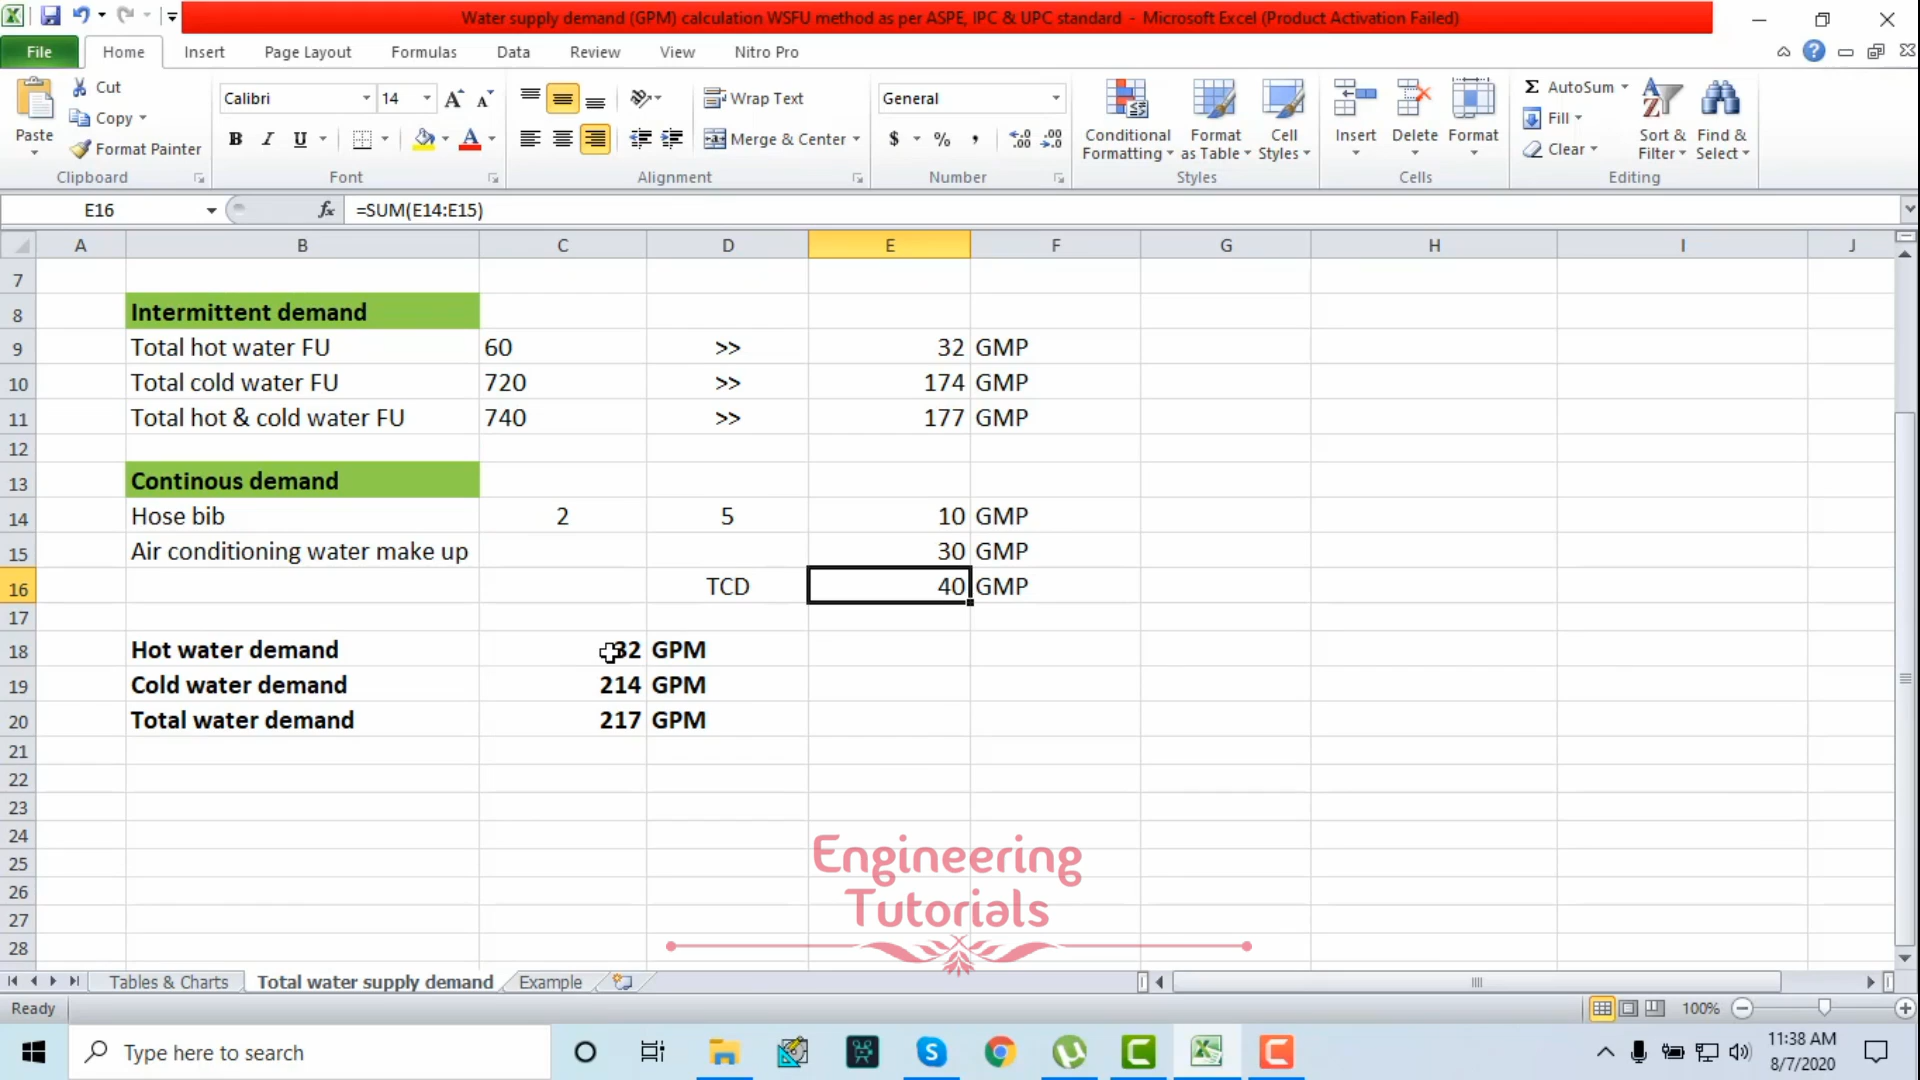 Water supply demand (GPM) calculation WSFU method as per ASPE, IPC & UPC standard - Microsoft Excel (Product Activation Failed)
File Home Insert Page Layout Formulas Data Review View Nitro Pro
Paste
Cut
Copy
Format Painter
Clipboard
Calibri 14
B I U
Font
Wrap Text
Merge & Center
Alignment
General
$ % ,
Number
Conditional Formatting
Format as Table
Cell Styles
Styles
Insert Delete Format
Cells
AutoSum
Fill
Clear
Sort & Filter
Find & Select
Editing
E16 fx =SUM(E14:E15)
A B C D E F G H I J
7
8 Intermittent demand
9 Total hot water FU 60 >> 32 GMP
10 Total cold water FU 720 >> 174 GMP
11 Total hot & cold water FU 740 >> 177 GMP
12
13 Continous demand
14 Hose bib 2 5 10 GMP
15 Air conditioning water make up 30 GMP
16 TCD 40 GMP
17
18 Hot water demand 32 GPM
19 Cold water demand 214 GPM
20 Total water demand 217 GPM
21
22
23
24
25
26
27
28
Engineering
Tutorials
Tables & Charts Total water supply demand Example
Ready 100%
Type here to search
11:38 AM
8/7/2020